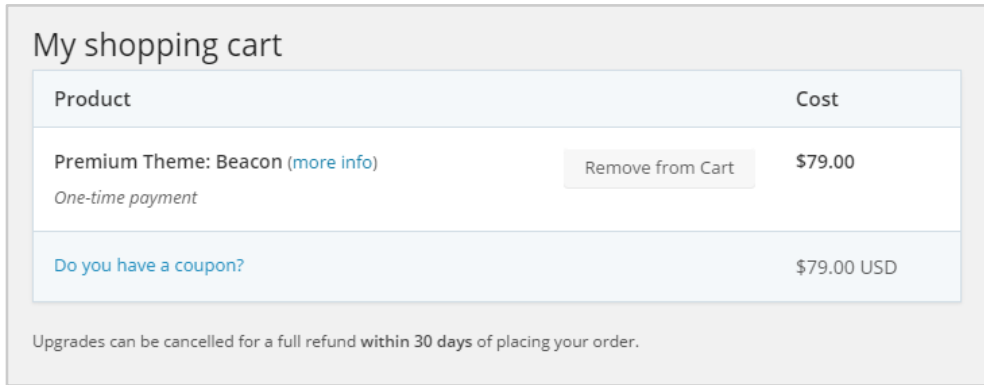 My shopping cart
Product Cost
Premium Theme: Beacon (more info) Remove from Cart $79.00
One-time payment
Do you have a coupon? $79.00 USD
Upgrades can be cancelled for a full refund within 30 days of placing your order.